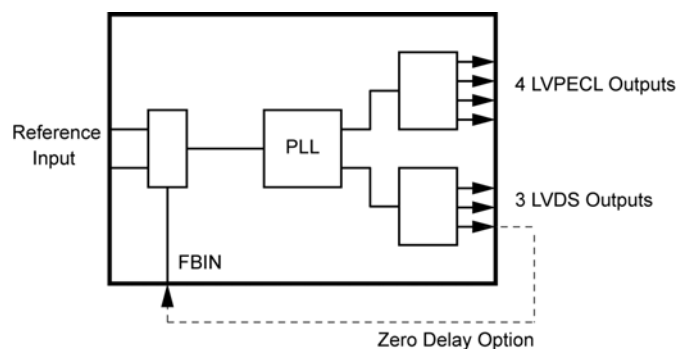 Reference
Input
PLL
FBIN
4 LVPECL Outputs
3 LVDS Outputs
Zero Delay Option